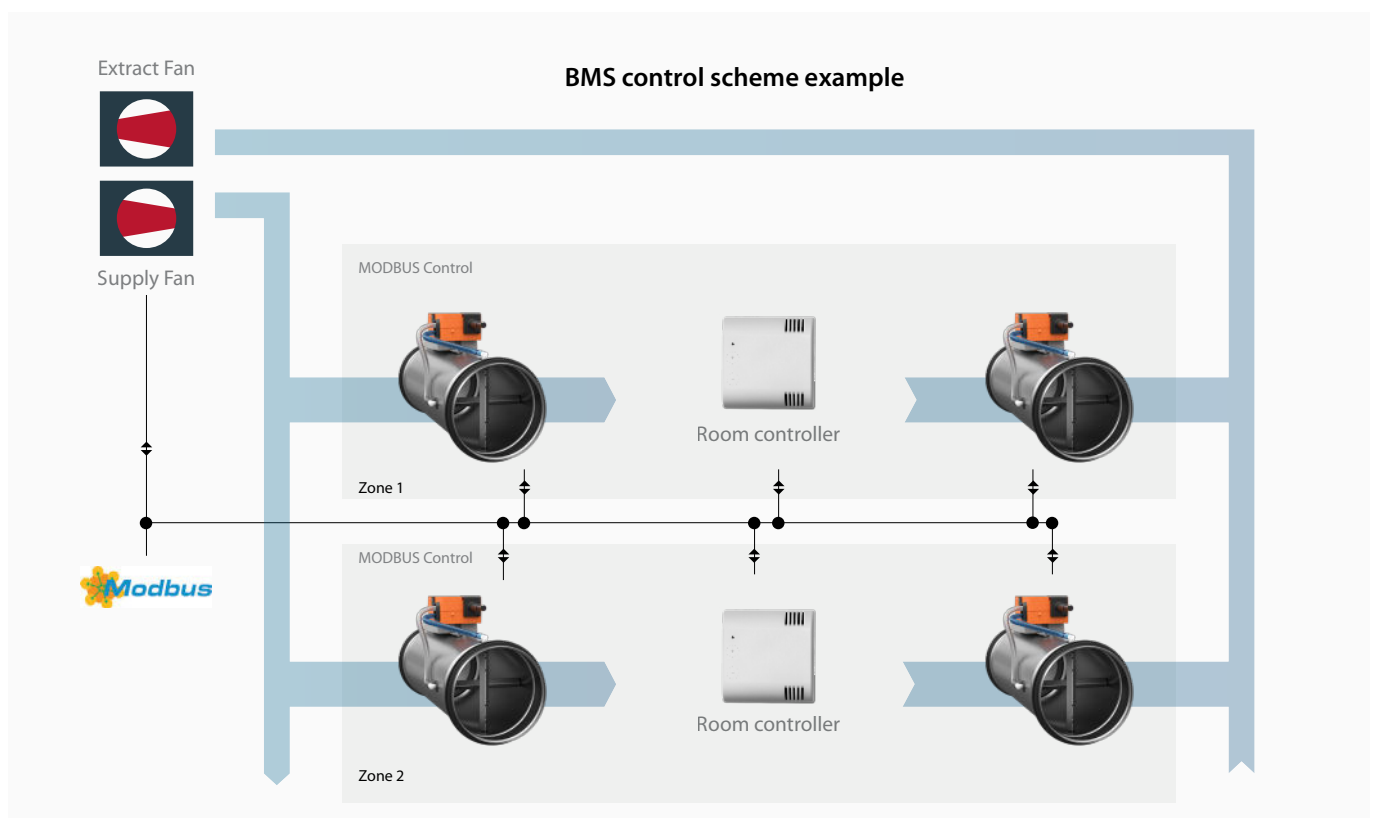 Extract Fan
BMS control scheme example
Supply Fan
MODBUS Control
Room controller
Zone 1
MODBUS Control
Modbus
Room controller
Zone 2